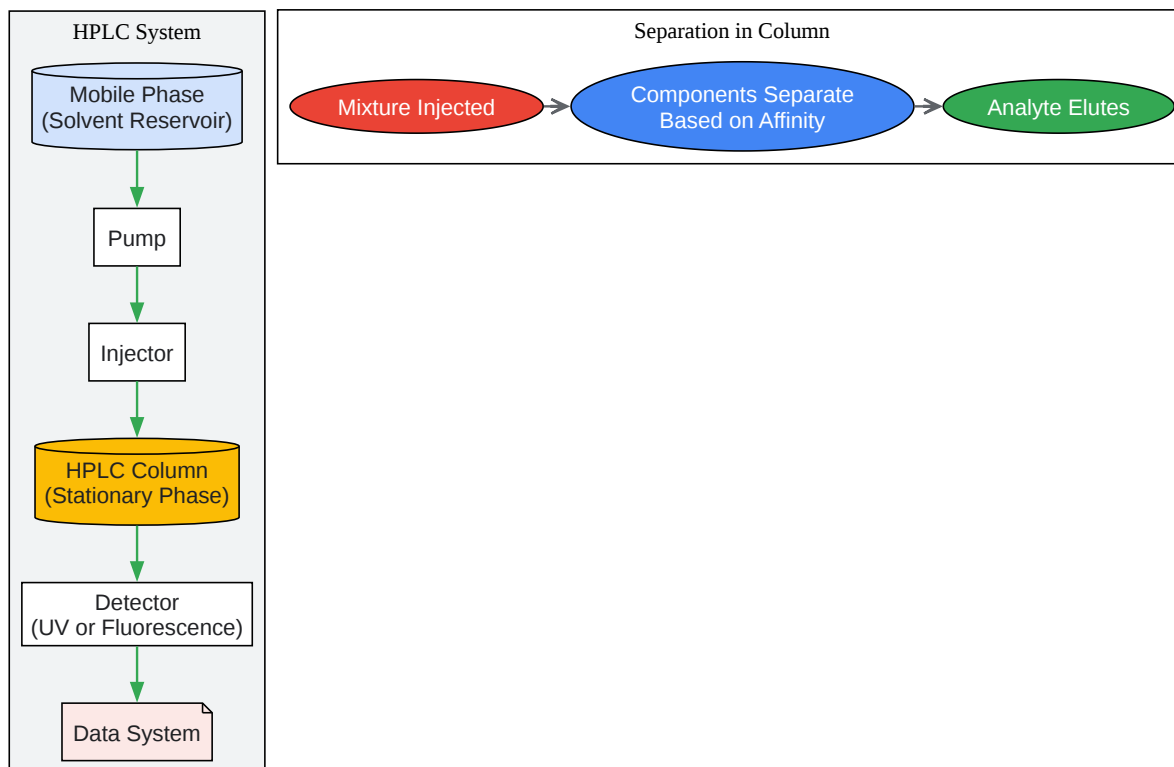 HPLC System
Mobile Phase
(Solvent Reservoir)
Pump
Injector
HPLC Column
(Stationary Phase)
Detector
(UV or Fluorescence)
Data System
Separation in Column
Mixture Injected
Components Separate
Based on Affinity
Analyte Elutes